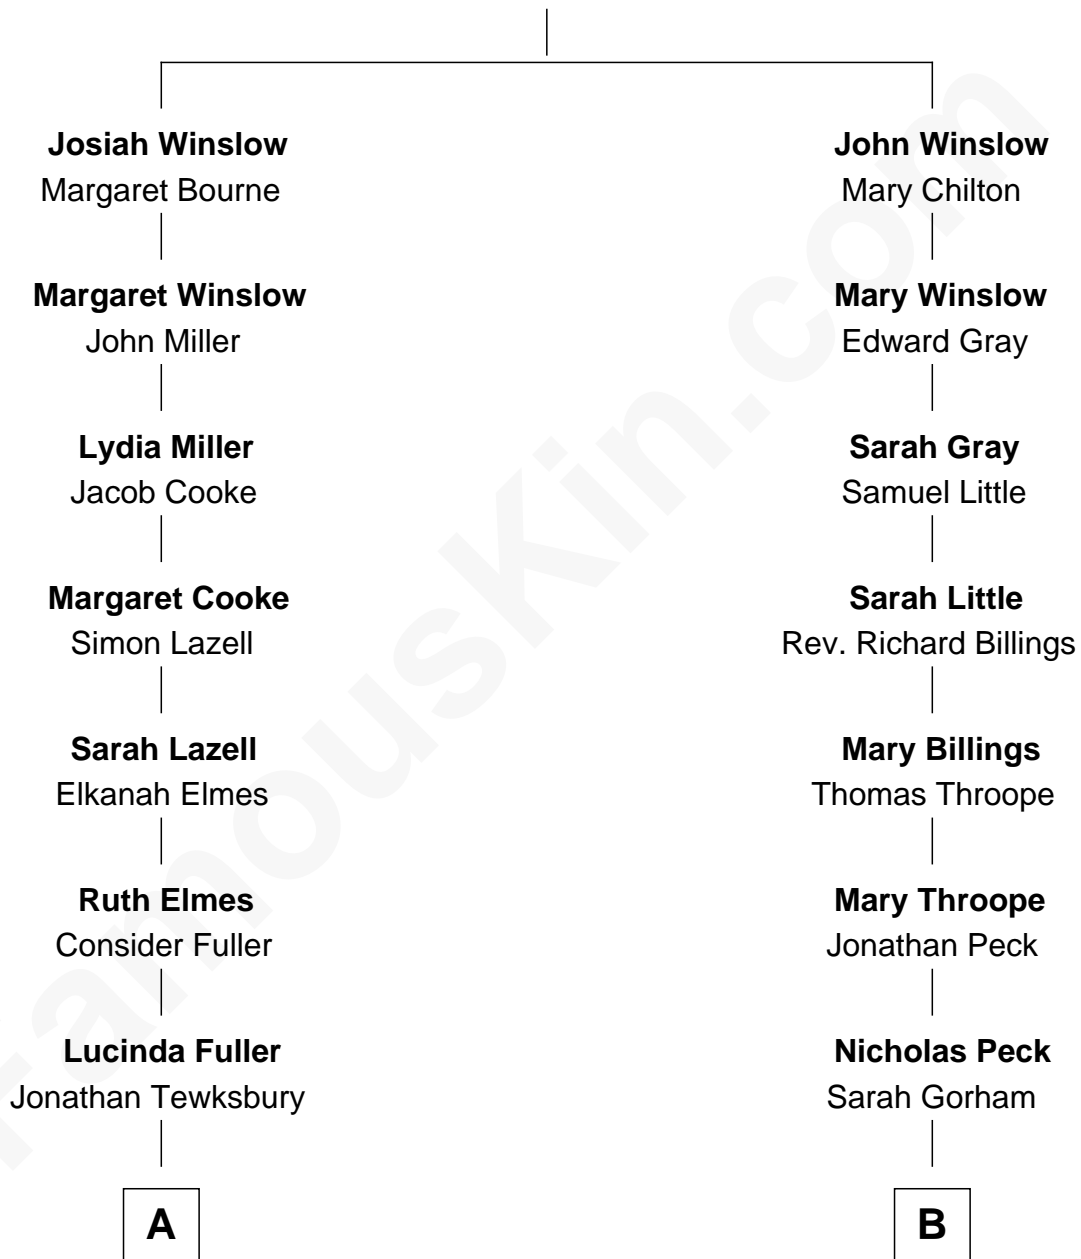 Josiah Winslow
Margaret Bourne
Margaret Winslow
John Miller
Lydia Miller
Jacob Cooke
Margaret Cooke
Simon Lazell
Sarah Lazell
Elkanah Elmes
Ruth Elmes
Consider Fuller
Lucinda Fuller
Jonathan Tewksbury
A
John Winslow
Mary Chilton
Mary Winslow
Edward Gray
Sarah Gray
Samuel Little
Sarah Little
Rev. Richard Billings
Mary Billings
Thomas Throope
Mary Throope
Jonathan Peck
Nicholas Peck
Sarah Gorham
B
FamousKin.com